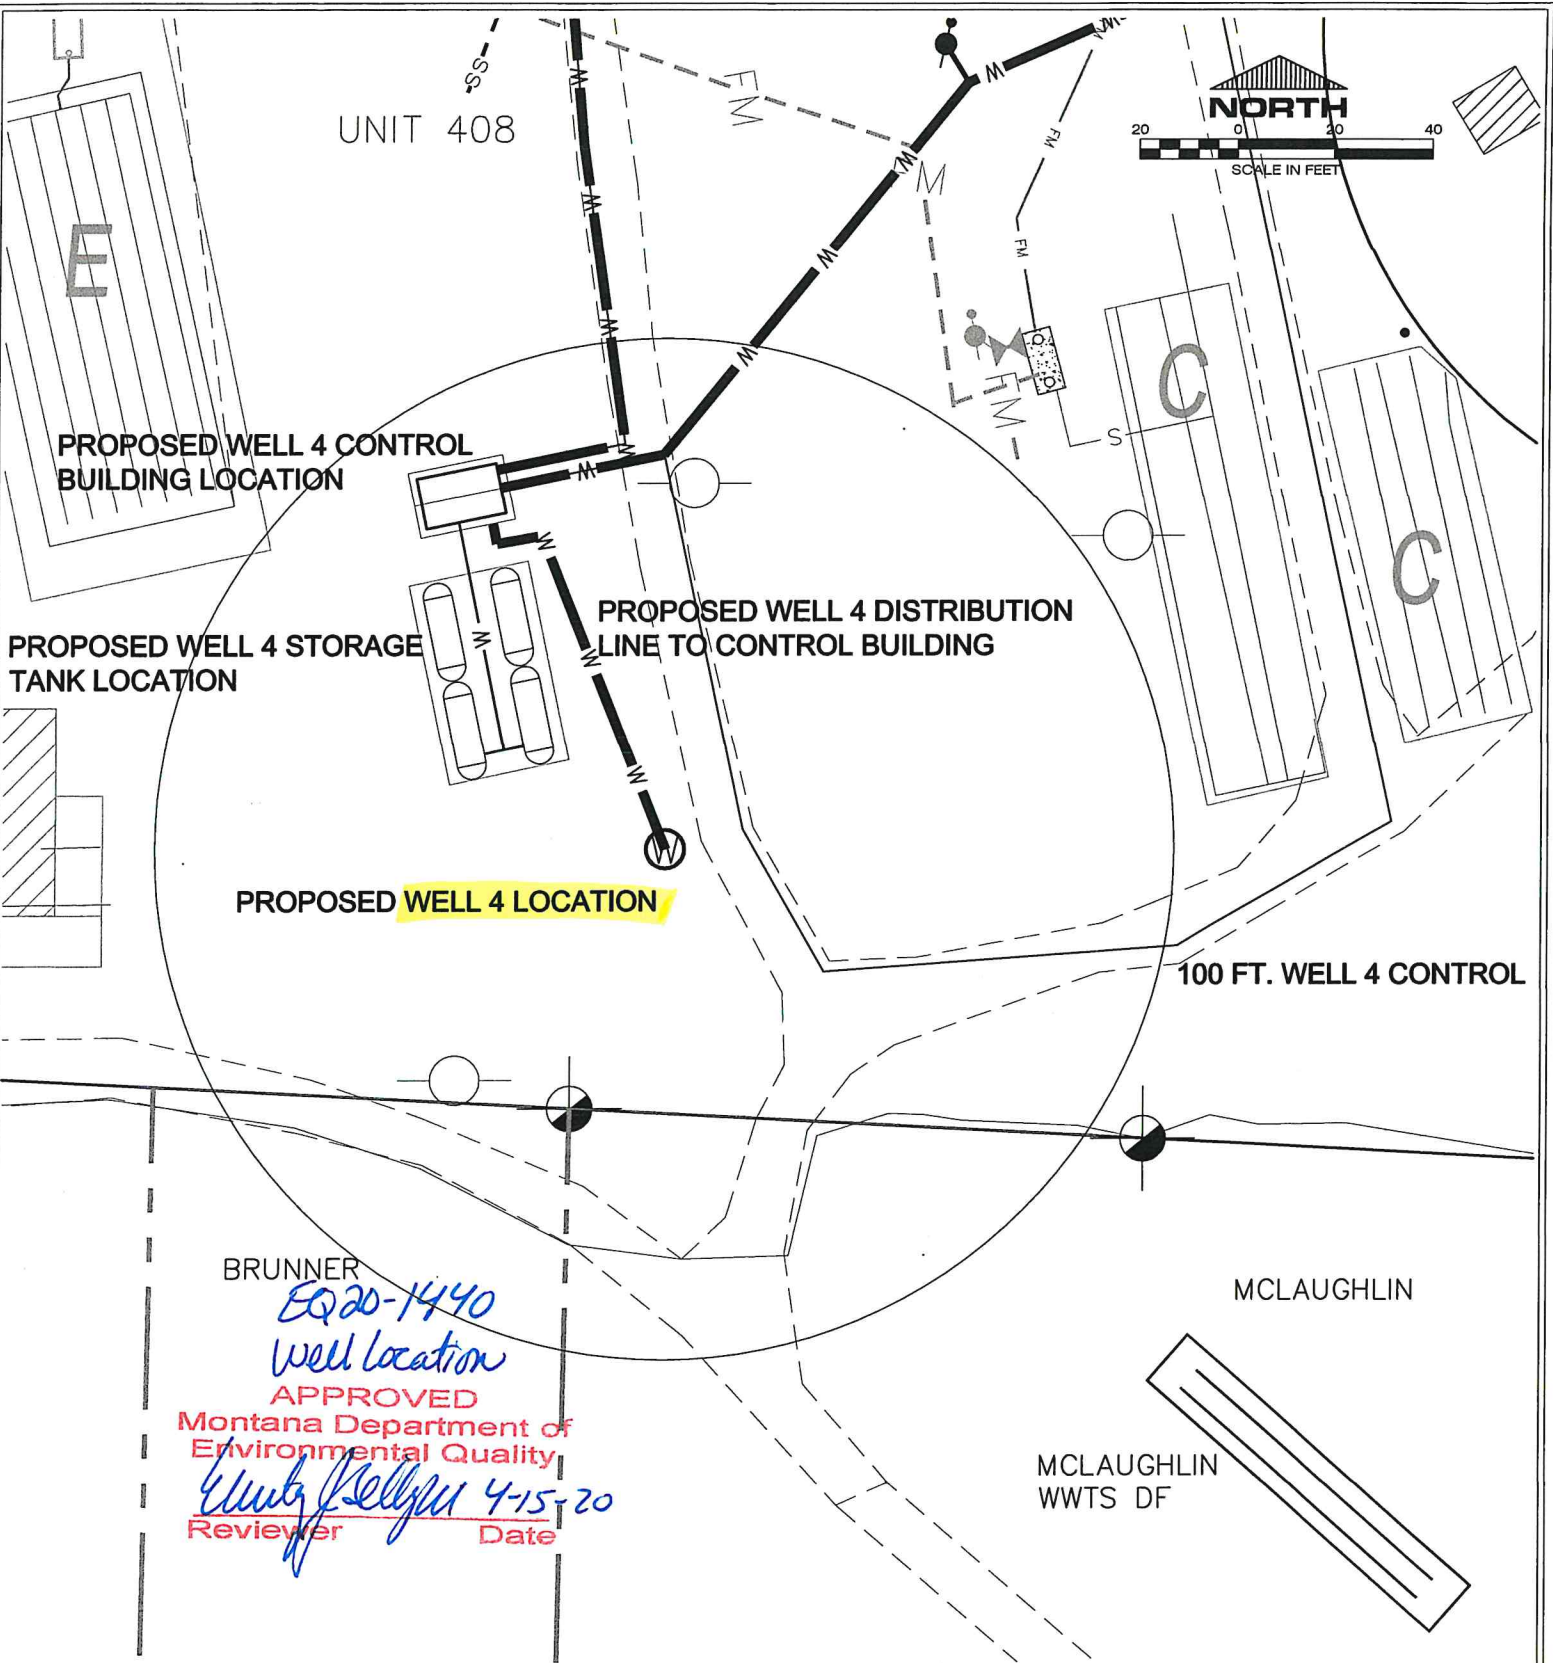 SS
UNIT 408
FM
W
W
FM
NORTH
20 0 20 40
SCALE IN FEET
W
W
FM
W
FM
E
W
W
W
C
FM
C
S
PROPOSED WELL 4 CONTROL
BUILDING LOCATION
W
W
W
PROPOSED WELL 4 DISTRIBUTION
LINE TO CONTROL BUILDING
PROPOSED WELL 4 STORAGE
TANK LOCATION
W
W
W
W
PROPOSED WELL 4 LOCATION
100 FT. WELL 4 CONTROL
BRUNNER
EQ20-1440
Well Location
APPROVED
Montana Department of
Environmental Quality
4-15-20
Reviewer Date
MCLAUGHLIN
MCLAUGHLIN
WWTS DF